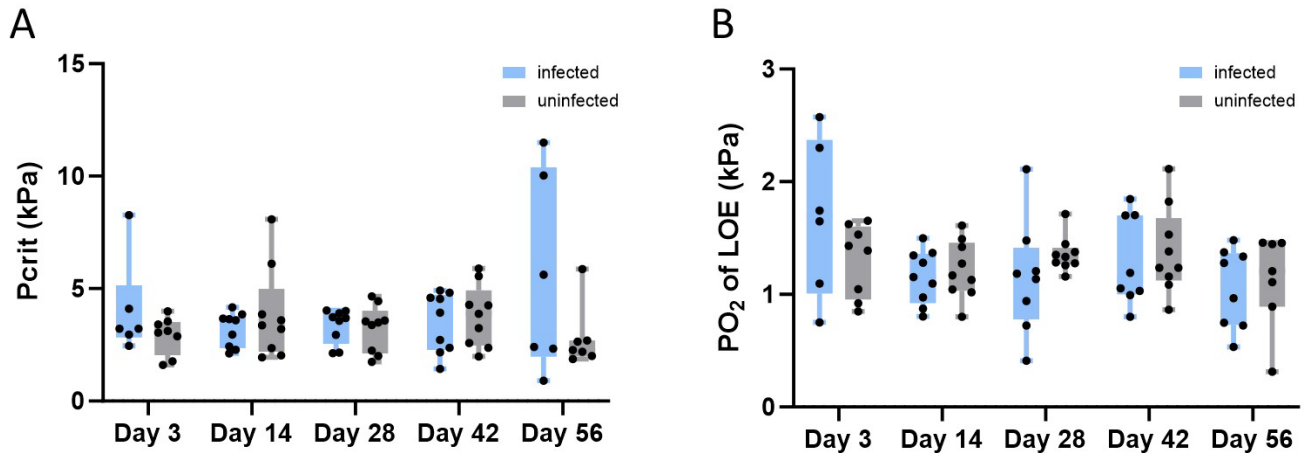 A
Pcrit (kPa)
15
10
5
0
infected
uninfected
Day 3 Day 14 Day 28 Day 42 Day 56
B
PO₂ of LOE (kPa)
3
2
1
0
infected
uninfected
Day 3 Day 14 Day 28 Day 42 Day 56